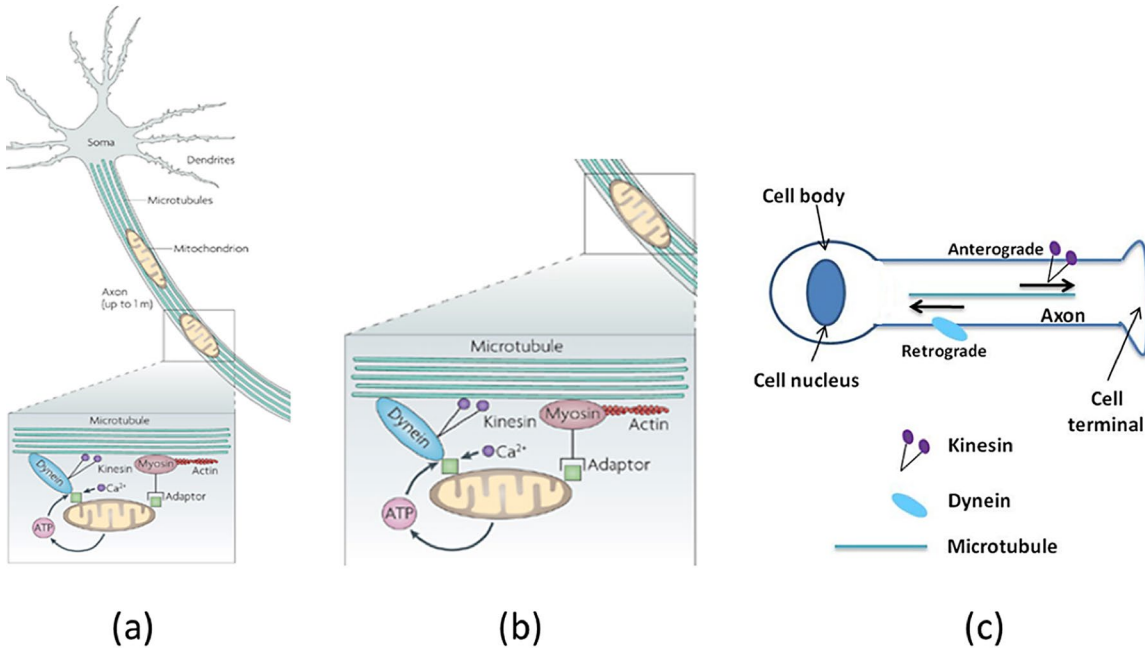 Soma
Dendrites
Microtubules
Mitochondrion
Axon
(up to 1 m)
Microtubule
Dynein
Kinesin
Myosin
Actin
Ca2+
Adaptor
ATP
(a)
Microtubule
Dynein
Kinesin
Myosin
Actin
Ca2+
Adaptor
ATP
(b)
Cell body
Anterograde
Axon
Retrograde
Cell nucleus
Cell
terminal
Kinesin
Dynein
Microtubule
(c)